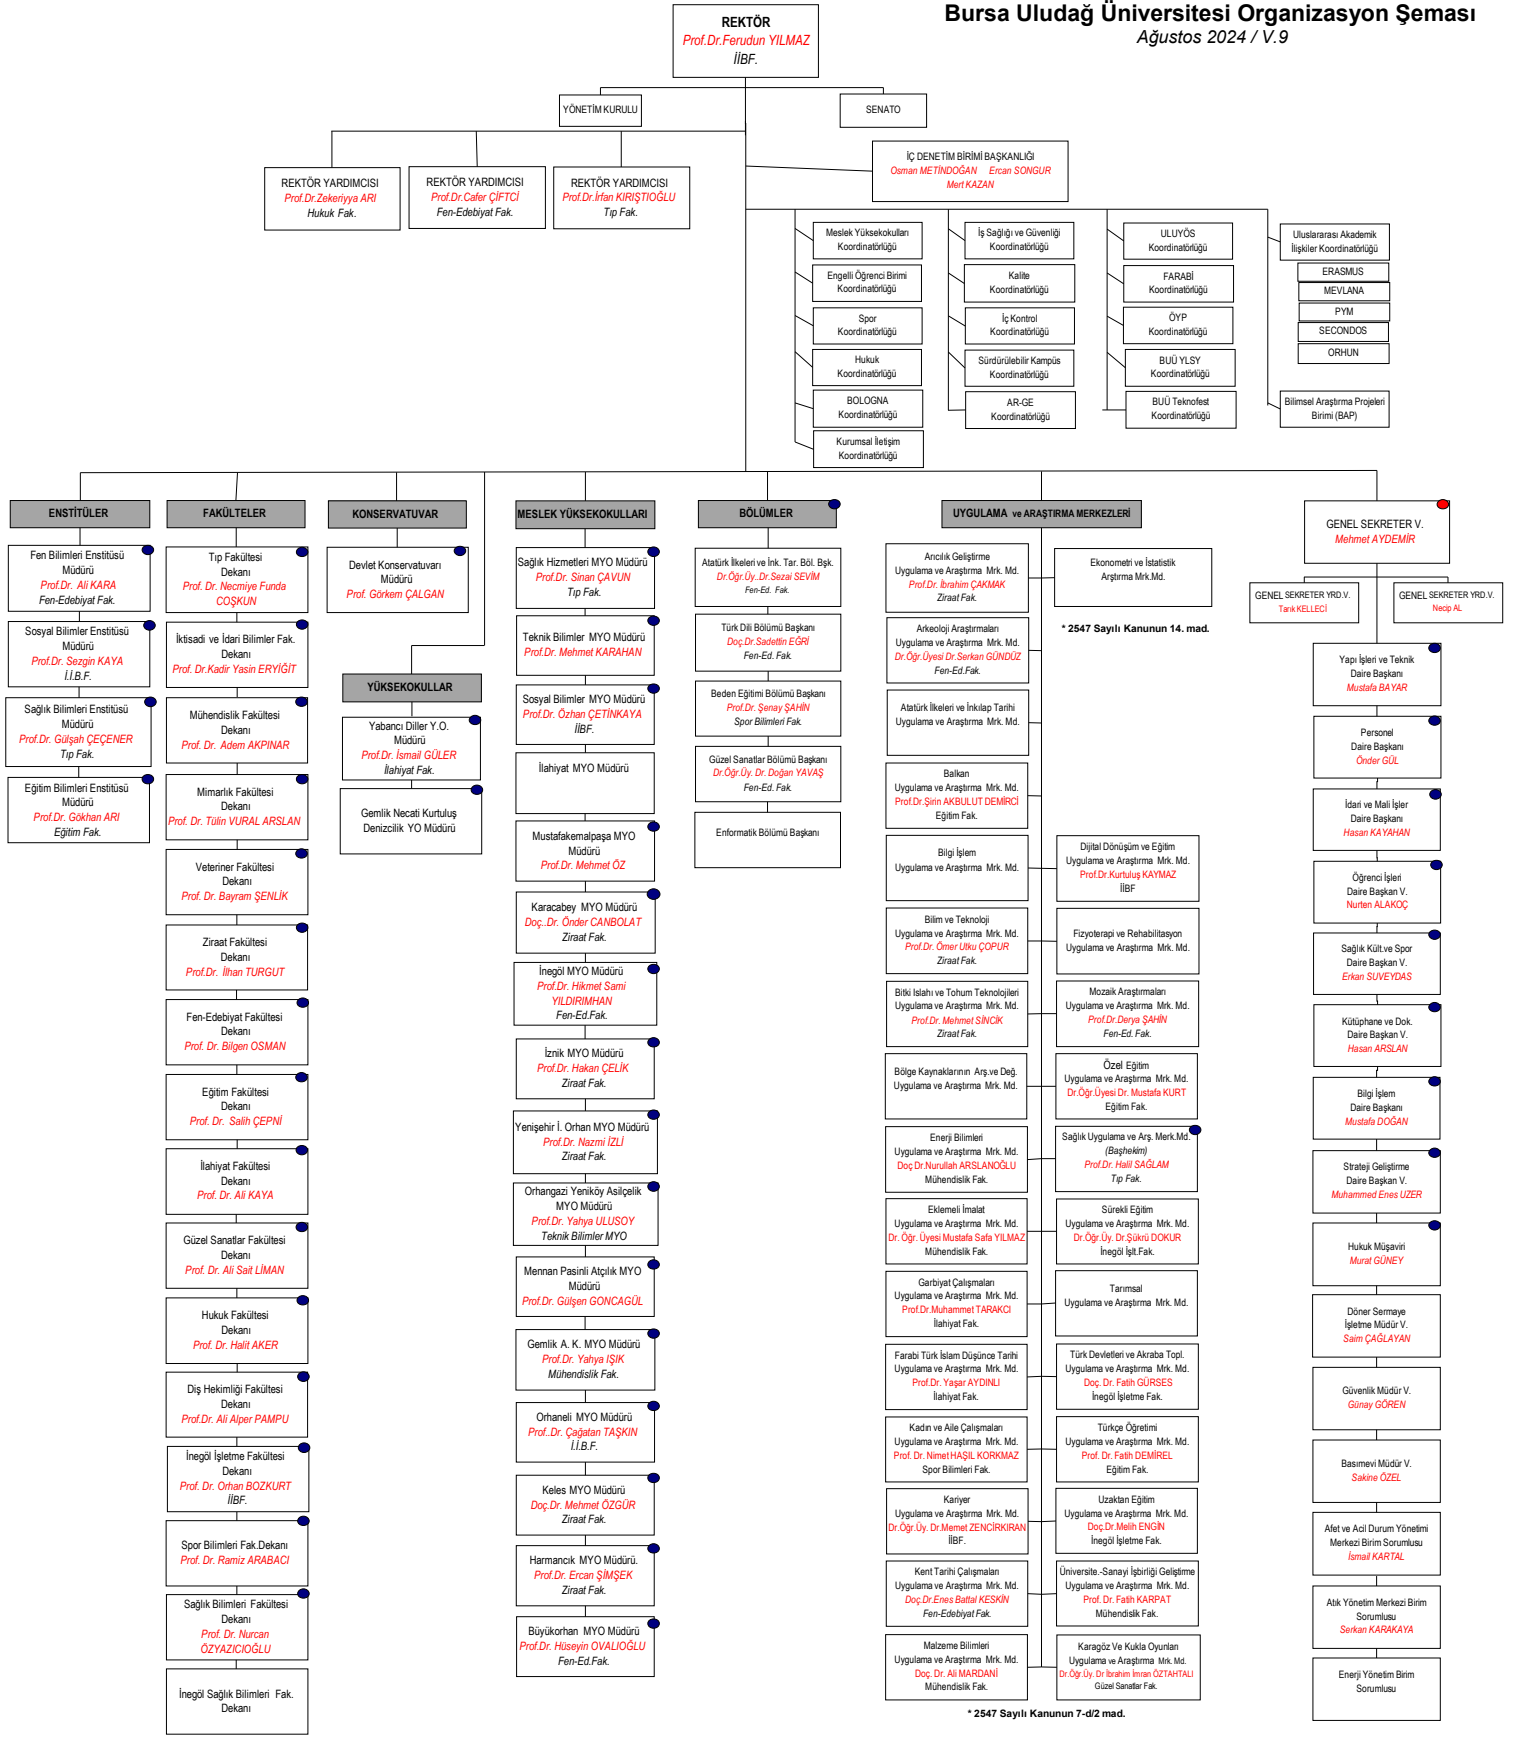 Bursa Uludağ Üniversitesi Organizasyon Şeması
Ağustos 2024 / V.9
REKTÖR
Prof.Dr.Ferudun YILMAZ
İİBF.
YÖNETİM KURULU
SENATO
REKTÖR YARDIMCISI
Prof.Dr.Zekeriyya ARI
Hukuk Fak.
REKTÖR YARDIMCISI
Prof.Dr.Cafer ÇİFTCİ
Fen-Edebiyat Fak.
REKTÖR YARDIMCISI
Prof.Dr.İrfan KIRIŞTIOĞLU
Tıp Fak.
İÇ DENETİM BİRİMİ BAŞKANLIĞI
Osman METİNDOĞAN Ercan SONGUR
Mert KAZAN
Meslek Yüksekokulları
Koordinatörlüğü
Engelli Öğrenci Birimi
Koordinatörlüğü
Spor
Koordinatörlüğü
Hukuk
Koordinatörlüğü
BOLOGNA
Koordinatörlüğü
Kurumsal İletişim
Koordinatörlüğü
İş Sağlığı ve Güvenliği
Koordinatörlüğü
Kalite
Koordinatörlüğü
İç Kontrol
Koordinatörlüğü
Sürdürülebilir Kampüs
Koordinatörlüğü
AR-GE
Koordinatörlüğü
ULUYÖS
Koordinatörlüğü
FARABİ
Koordinatörlüğü
ÖYP
Koordinatörlüğü
BUÜ YLSY
Koordinatörlüğü
BUÜ Teknofest
Koordinatörlüğü
Uluslararası Akademik
İlişkiler Koordinatörlüğü
ERASMUS
MEVLANA
PYM
SECONDOS
ORHUN
Bilimsel Araştırma Projeleri
Birimi (BAP)
ENSTİTÜLER
Fen Bilimleri Enstitüsü
Müdürü
Prof.Dr. Ali KARA
Fen-Edebiyat Fak.
Sosyal Bilimler Enstitüsü
Müdürü
Prof.Dr. Sezgin KAYA
İ.İ.B.F.
Sağlık Bilimleri Enstitüsü
Müdürü
Prof.Dr. Gülşah ÇEÇENER
Tıp Fak.
Eğitim Bilimleri Enstitüsü
Müdürü
Prof.Dr. Gökhan ARI
Eğitim Fak.
FAKÜLTELER
Tıp Fakültesi
Dekanı
Prof. Dr. Necmiye Funda
COŞKUN
İktisadi ve İdari Bilimler Fak.
Dekanı
Prof. Dr.Kadir Yasin ERYİĞİT
Mühendislik Fakültesi
Dekanı
Prof. Dr. Adem AKPINAR
Mimarlık Fakültesi
Dekanı
Prof. Dr. Tülin VURAL ARSLAN
Veteriner Fakültesi
Dekanı
Prof. Dr. Bayram ŞENLİK
Ziraat Fakültesi
Dekanı
Prof.Dr. İlhan TURGUT
Fen-Edebiyat Fakültesi
Dekanı
Prof. Dr. Bilgen OSMAN
Eğitim Fakültesi
Dekanı
Prof. Dr. Salih ÇEPNİ
İlahiyat Fakültesi
Dekanı
Prof. Dr. Ali KAYA
Güzel Sanatlar Fakültesi
Dekanı
Prof. Dr. Ali Sait LİMAN
Hukuk Fakültesi
Dekanı
Prof. Dr. Halit AKER
Diş Hekimliği Fakültesi
Dekanı
Prof.Dr. Ali Alper PAMPU
İnegöl İşletme Fakültesi
Dekanı
Prof. Dr. Orhan BOZKURT
İİBF.
Spor Bilimleri Fak.Dekanı
Prof. Dr. Ramiz ARABACI
Sağlık Bilimleri Fakültesi
Dekanı
Prof. Dr. Nurcan
ÖZYAZICIOĞLU
İnegöl Sağlık Bilimleri Fak.
Dekanı
KONSERVATUVAR
Devlet Konservatuvarı
Müdürü
Prof. Görkem ÇALGAN
YÜKSEKOKULLAR
Yabancı Diller Y.O.
Müdürü
Prof.Dr. İsmail GÜLER
İlahiyat Fak.
Gemlik Necati Kurtuluş
Denizcilik YO Müdürü
MESLEK YÜKSEKOKULLARI
Sağlık Hizmetleri MYO Müdürü
Prof.Dr. Sinan ÇAVUN
Tıp Fak.
Teknik Bilimler MYO Müdürü
Prof.Dr. Mehmet KARAHAN
Sosyal Bilimler MYO Müdürü
Prof.Dr. Özhan ÇETİNKAYA
İİBF.
İlahiyat MYO Müdürü
Mustafakemalpaşa MYO
Müdürü
Prof.Dr. Mehmet ÖZ
Karacabey MYO Müdürü
Doç..Dr. Önder CANBOLAT
Ziraat Fak.
İnegöl MYO Müdürü
Prof.Dr. Hikmet Sami
YILDIRIMHAN
Fen-Ed.Fak.
İznik MYO Müdürü
Prof.Dr. Hakan ÇELİK
Ziraat Fak.
Yenişehir İ. Orhan MYO Müdürü
Prof.Dr. Nazmi İZLİ
Ziraat Fak.
Orhangazi Yeniköy Asilçelik
MYO Müdürü
Prof.Dr. Yahya ULUSOY
Teknik Bilimler MYO
Mennan Pasinli Atçılık MYO
Müdürü
Prof.Dr. Gülşen GONCAGÜL
Gemlik A. K. MYO Müdürü
Prof.Dr. Yahya IŞIK
Mühendislik Fak.
Orhaneli MYO Müdürü
Prof..Dr. Çağatan TAŞKIN
İ.İ.B.F.
Keles MYO Müdürü
Doç.Dr. Mehmet ÖZGÜR
Ziraat Fak.
Harmancık MYO Müdürü.
Prof.Dr. Ercan ŞİMŞEK
Ziraat Fak.
Büyükorhan MYO Müdürü
Prof.Dr. Hüseyin OVALIOĞLU
Fen-Ed.Fak.
BÖLÜMLER
Atatürk İlkeleri ve İnk. Tar. Böl. Bşk.
Dr.Öğr.Üy..Dr.Sezai SEVİM
Fen-Ed. Fak.
Türk Dili Bölümü Başkanı
Doç.Dr.Sadettin EĞRİ
Fen-Ed. Fak.
Beden Eğitimi Bölümü Başkanı
Prof.Dr. Şenay ŞAHİN
Spor Bilimleri Fak.
Güzel Sanatlar Bölümü Başkanı
Dr.Öğr.Üy. Dr. Doğan YAVAŞ
Fen-Ed. Fak.
Enformatik Bölümü Başkanı
UYGULAMA ve ARAŞTIRMA MERKEZLERİ
Arıcılık Geliştirme
Uygulama ve Araştırma Mrk. Md.
Prof.Dr. İbrahim ÇAKMAK
Ziraat Fak.
Ekonometri ve İstatistik
Arştırma Mrk.Md.
* 2547 Sayılı Kanunun 14. mad.
Arkeoloji Araştırmaları
Uygulama ve Araştırma Mrk. Md.
Dr.Öğr.Üyesi Dr.Serkan GÜNDÜZ
Fen-Ed.Fak.
Atatürk İlkeleri ve İnkılap Tarihi
Uygulama ve Araştırma Mrk. Md.
Balkan
Uygulama ve Araştırma Mrk. Md.
Prof.Dr.Şirin AKBULUT DEMİRCİ
Eğitim Fak.
Bilgi İşlem
Uygulama ve Araştırma Mrk. Md.
Dijital Dönüşüm ve Eğitim
Uygulama ve Araştırma Mrk. Md.
Prof.Dr.Kurtuluş KAYMAZ
İİBF
Bilim ve Teknoloji
Uygulama ve Araştırma Mrk. Md.
Prof.Dr. Ömer Utku ÇOPUR
Ziraat Fak.
Fizyoterapi ve Rehabilitasyon
Uygulama ve Araştırma Mrk. Md.
Bitki Islahı ve Tohum Teknolojileri
Uygulama ve Araştırma Mrk. Md.
Prof.Dr. Mehmet SİNCİK
Ziraat Fak.
Mozaik Araştırmaları
Uygulama ve Araştırma Mrk. Md.
Prof.Dr.Derya ŞAHİN
Fen-Ed. Fak.
Bölge Kaynaklarının Arş.ve Değ.
Uygulama ve Araştırma Mrk. Md.
Özel Eğitim
Uygulama ve Araştırma Mrk. Md.
Dr.Öğr.Üyesi Dr. Mustafa KURT
Eğitim Fak.
Enerji Bilimleri
Uygulama ve Araştırma Mrk. Md.
Doç Dr.Nurullah ARSLANOĞLU
Mühendislik Fak.
Sağlık Uygulama ve Arş. Merk.Md.
(Başhekim)
Prof.Dr. Halil SAĞLAM
Tıp Fak.
Eklemeli İmalat
Uygulama ve Araştırma Mrk. Md.
Dr. Öğr. Üyesi Mustafa Safa YILMAZ
Mühendislik Fak.
Sürekli Eğitim
Uygulama ve Araştırma Mrk. Md.
Dr.Öğr.Üy. Dr.Şükrü DOKUR
İnegöl İşlt.Fak.
Garbiyat Çalışmaları
Uygulama ve Araştırma Mrk. Md.
Prof.Dr.Muhammet TARAKCI
İlahiyat Fak.
Tarımsal
Uygulama ve Araştırma Mrk. Md.
Farabi Türk İslam Düşünce Tarihi
Uygulama ve Araştırma Mrk. Md.
Prof.Dr. Yaşar AYDINLI
İlahiyat Fak.
Türk Devletleri ve Akraba Topl.
Uygulama ve Araştırma Mrk. Md.
Doç. Dr. Fatih GÜRSES
İnegöl İşletme Fak.
Kadın ve Aile Çalışmaları
Uygulama ve Araştırma Mrk. Md.
Prof. Dr. Nimet HAŞIL KORKMAZ
Spor Bilimleri Fak.
Türkçe Öğretimi
Uygulama ve Araştırma Mrk. Md.
Prof. Dr. Fatih DEMİREL
Eğitim Fak.
Kariyer
Uygulama ve Araştırma Mrk. Md.
Dr.Öğr.Üy. Dr.Memet ZENCİRKIRAN
İİBF.
Uzaktan Eğitim
Uygulama ve Araştırma Mrk. Md.
Doç.Dr.Melih ENGİN
İnegöl İşletme Fak.
Kent Tarihi Çalışmaları
Uygulama ve Araştırma Mrk. Md.
Doç.Dr.Enes Battal KESKİN
Fen-Edebiyat Fak.
Üniversite.-Sanayi İşbirliği Geliştirme
Uygulama ve Araştırma Mrk. Md.
Prof. Dr. Fatih KARPAT
Mühendislik Fak.
Malzeme Bilimleri
Uygulama ve Araştırma Mrk. Md.
Doç. Dr. Ali MARDANİ
Mühendislik Fak.
Karagöz Ve Kukla Oyunları
Uygulama ve Araştırma Mrk. Md.
Dr.Öğr.Üy. Dr İbrahim İmran ÖZTAHTALI
Güzel Sanatlar Fak.
* 2547 Sayılı Kanunun 7-d/2 mad.
GENEL SEKRETER V.
Mehmet AYDEMİR
GENEL SEKRETER YRD.V.
Tarık KELLECİ
GENEL SEKRETER YRD.V.
Necip AL
Yapı İşleri ve Teknik
Daire Başkanı
Mustafa BAYAR
Personel
Daire Başkanı
Önder GÜL
İdari ve Mali İşler
Daire Başkanı
Hasan KAYAHAN
Öğrenci İşleri
Daire Başkan V.
Nurten ALAKOÇ
Sağlık Kült.ve Spor
Daire Başkan V.
Erkan SUVEYDAS
Kütüphane ve Dok.
Daire Başkan V.
Hasan ARSLAN
Bilgi İşlem
Daire Başkanı
Mustafa DOĞAN
Strateji Geliştirme
Daire Başkan V.
Muhammed Enes UZER
Hukuk Müşaviri
Murat GÜNEY
Döner Sermaye
İşletme Müdür V.
Saim ÇAĞLAYAN
Güvenlik Müdür V.
Günay GÖREN
Basımevi Müdür V.
Sakine ÖZEL
Afet ve Acil Durum Yönetimi
Merkezi Birim Sorumlusu
İsmail KARTAL
Atık Yönetim Merkezi Birim
Sorumlusu
Serkan KARAKAYA
Enerji Yönetim Birim
Sorumlusu